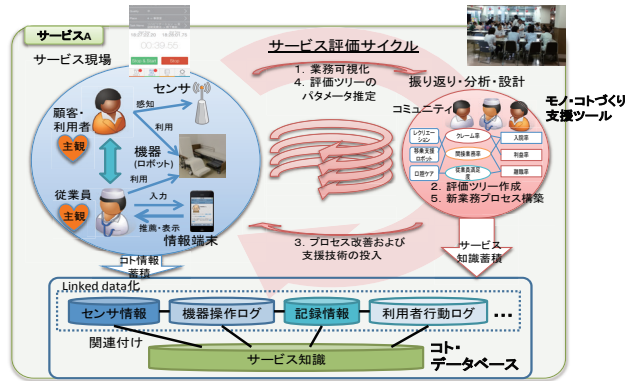 サービスA
サービス現場
00:39.55
Stop
サービス評価サイクル
1. 業務可視化
4. 評価ツリーの
パタメータ推定
振り返り・分析・設計
コミュニティ
モノ・コトづくり
支援ツール
センサ
感知
顧客・
利用者
主観
利用
機器
(ロボット)
利用
従業員
主観
入力
推薦・表示
情報端末
レクリエー
ション
移乗支援
ロボット
口腔ケア
クレーム率
間接業務率
従業員満足
度
入院率
利益率
離職率
2. 評価ツリー作成
5. 新業務プロセス構築
3. プロセス改善および
支援技術の投入
コト情報
蓄積
サービス
知識蓄積
Linked data化
センサ情報
機器操作ログ
記録情報
利用者行動ログ
…
関連付け
サービス知識
コト・
データベース